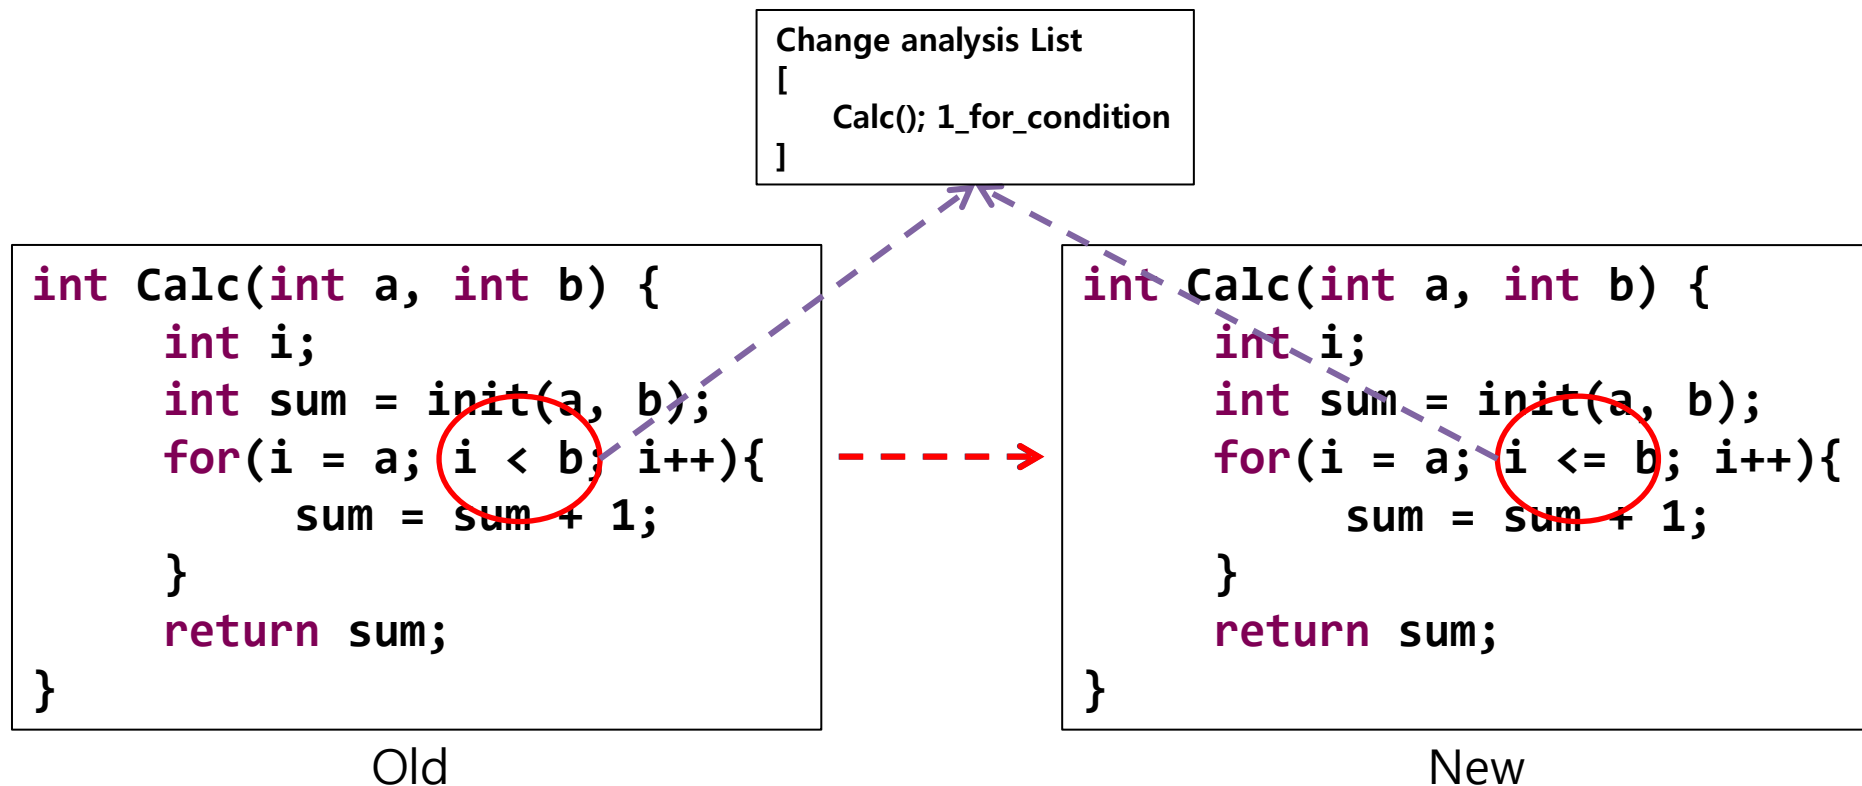 Change analysis List
[
Calc(); 1_for_condition
]
int Calc(int a, int b) {
int i;
int sum = init(a, b);
for(i = a; i < b; i++){
sum = sum + 1;
}
return sum;
}
Old
int Calc(int a, int b) {
int i;
int sum = init(a, b);
for(i = a; i <= b; i++){
sum = sum + 1;
}
return sum;
}
New